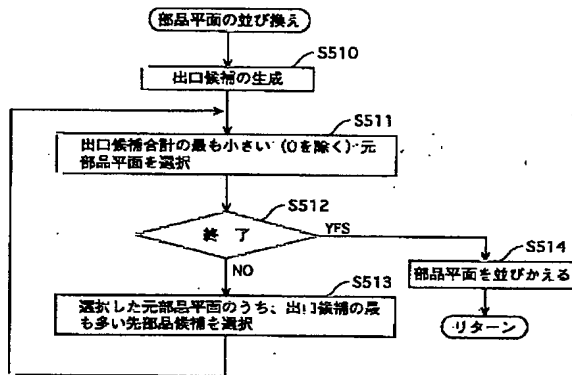 部品平面の並び換え
S510
出口候補の生成
S511
出口候補合計の最も小さい(0を除く)元
部品平面を選択
S512
終了
YES
S514
NO
部品平面を並びかえる
S513
選択した元部品平面のうち、出口候補の最
も多い先部品候補を選択
リターン